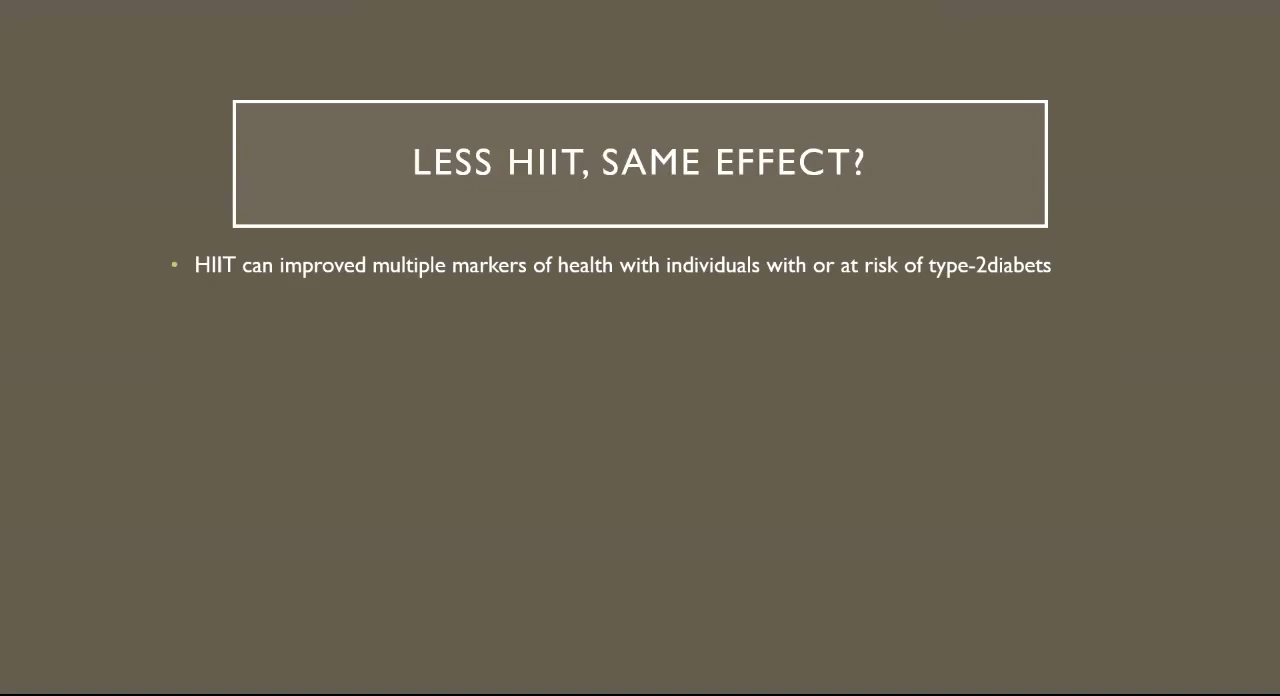 LESS HIIT, SAME EFFECT?
• HIIT can improved multiple markers of health with individuals with or at risk of type-2diabets